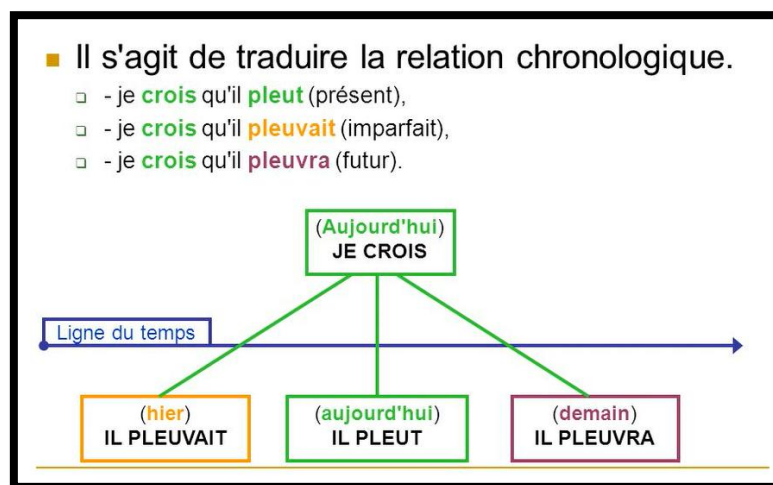 Il s'agit de traduire la relation chronologique.
- je crois qu'il pleut (présent),
- je crois qu'il pleuvait (imparfait),
- je crois qu'il pleuvra (futur).
(Aujourd'hui)
JE CROIS
Ligne du temps
(hier)
IL PLEUVAIT
(aujourd'hui)
IL PLEUT
(demain)
IL PLEUVRA